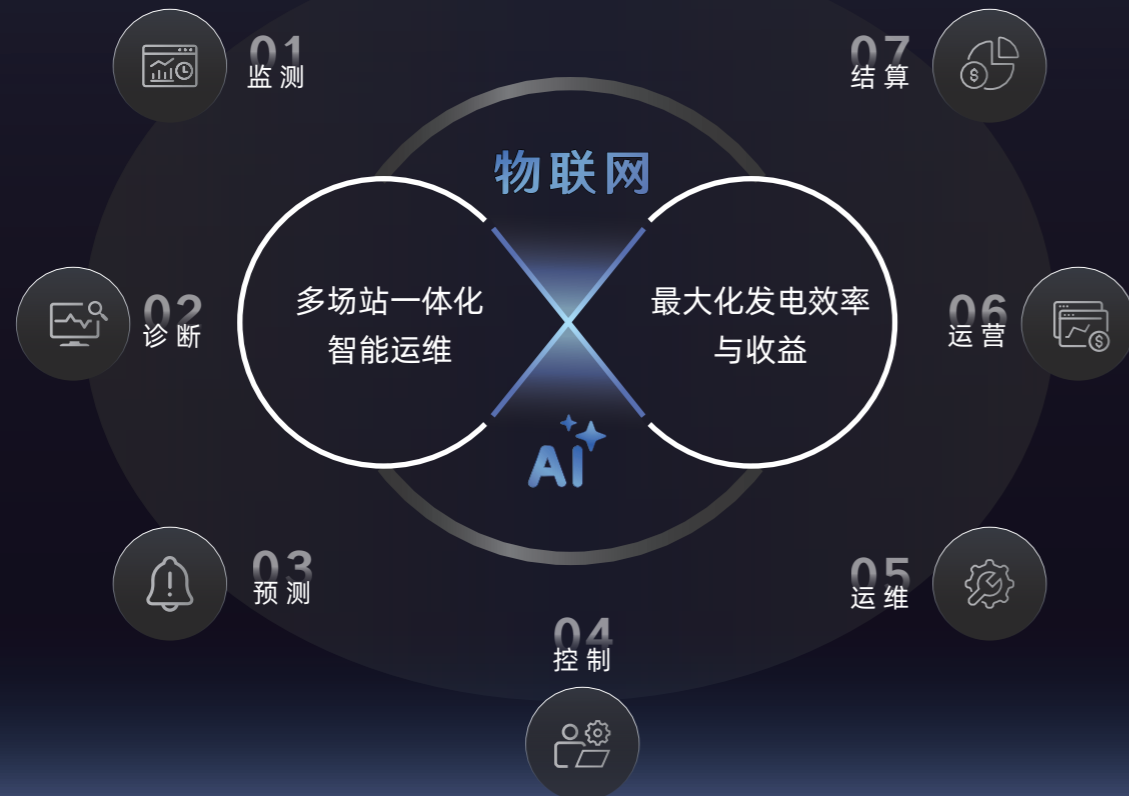 01
监测
07
结算
物联网
02
诊断
多场站一体化
智能运维
最大化发电效率
与收益
06
运营
AI
03
预测
05
运维
04
控制